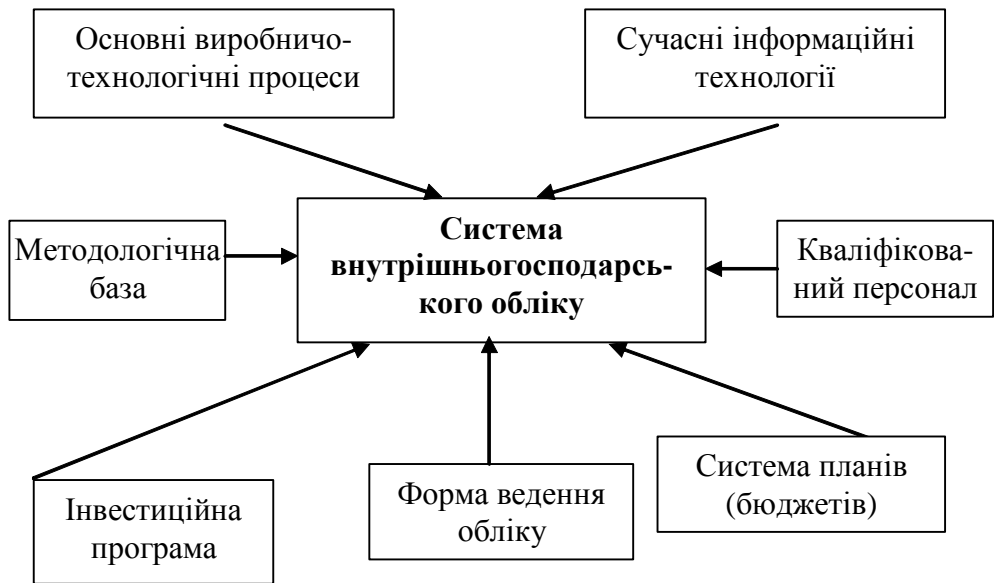 Основні виробничо-
технологічні процеси
Сучасні інформаційні
технології
Методологічна
база
Система
внутрішньогосподарсь-
кого обліку
Кваліфікова-
ний персонал
Інвестиційна
програма
Форма ведення
обліку
Система планів
(бюджетів)